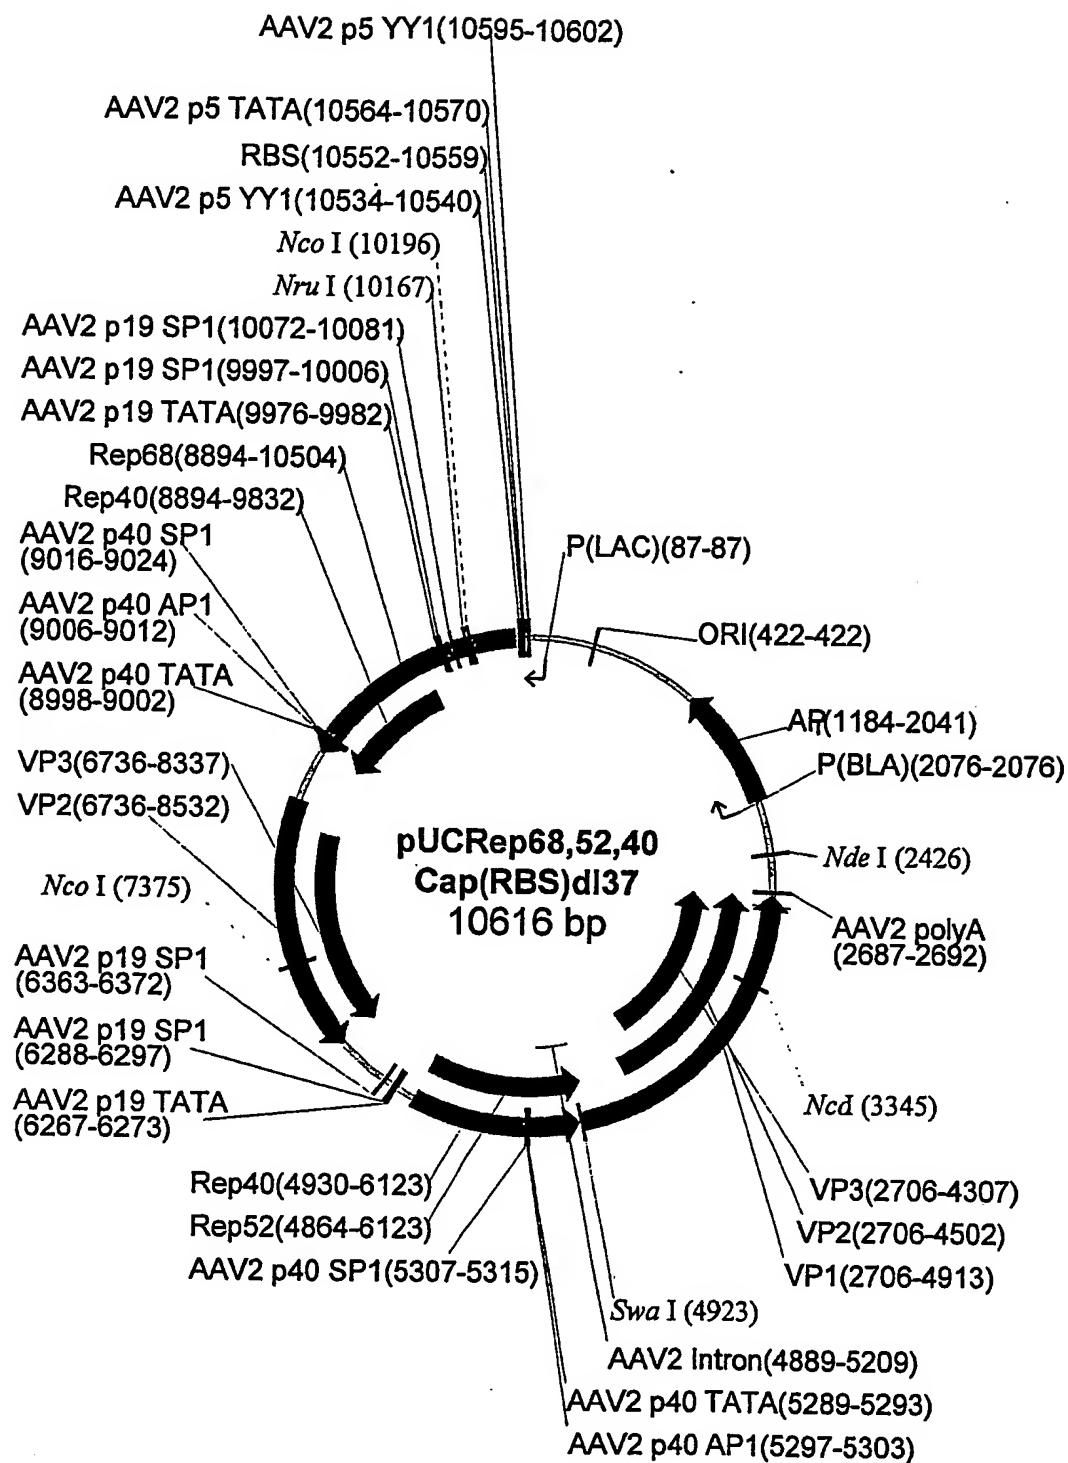 AAV2 p5 YY1(10595-10602)
AAV2 p5 TATA(10564-10570)
RBS(10552-10559)
AAV2 p5 YY1(10534-10540)
Nco I (10196)
Nru I (10167)
AAV2 p19 SP1(10072-10081)
AAV2 p19 SP1(9997-10006)
AAV2 p19 TATA(9976-9982)
Rep68(8894-10504)
Rep40(8894-9832)
AAV2 p40 SP1
(9016-9024)
AAV2 p40 AP1
(9006-9012)
AAV2 p40 TATA
(8998-9002)
VP3(6736-8337)
VP2(6736-8532)
Nco I (7375)
AAV2 p19 SP1
(6363-6372)
AAV2 p19 SP1
(6288-6297)
AAV2 p19 TATA
(6267-6273)
P(LAC)(87-87)
ORI(422-422)
(1184-2041)
P(BLA)(2076-2076)
Nde I (2426)
AAV2 polyA
(2687-2692)
pUCRep68,52,40
Cap(RBS)dl37
10616 bp
(3345)
VP3(2706-4307)
VP2(2706-4502)
VP1(2706-4913)
Rep40(4930-6123)
Rep52(4864-6123)
AAV2 p40 SP1(5307-5315)
Swa I (4923)
AAV2 Intron(4889-5209)
AAV2 p40 TATA(5289-5293)
AAV2 p40 AP1(5297-5303)